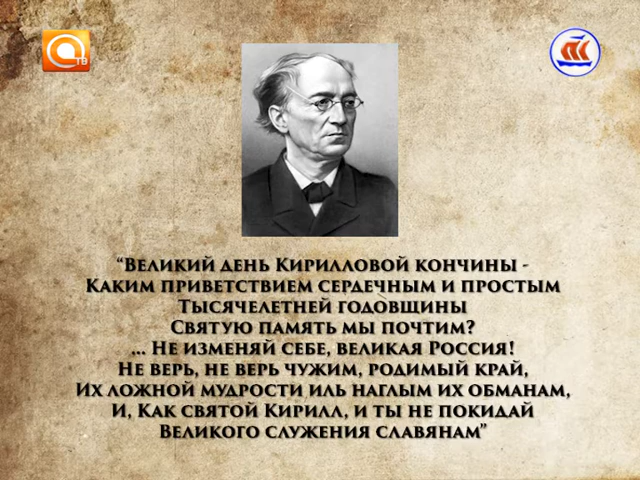 ТВ
“Великий день Кирилловой кончины -
Каким приветствием сердечным и простым
Тысячелетней годовщины
Святую память мы почтим?
... Не изменяй себе, великая Россия!
Не верь, не верь чужим, родимый край,
Их ложной мудрости иль наглым их обманам,
И, Как святой Кирилл, и ты не покидай
Великого служения славянам”